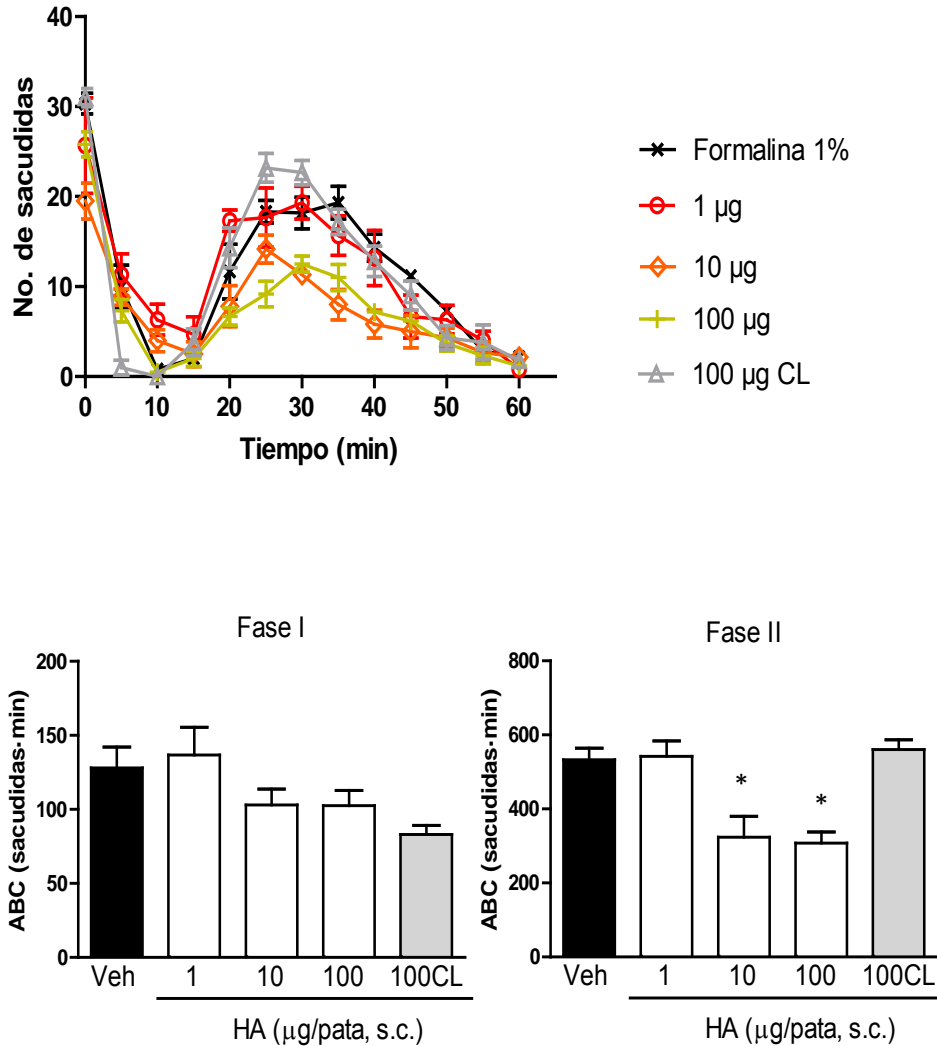 40
30
20
10
0
No. de sacudidas
0 10 20 30 40 50 60
Tiempo (min)
Formalina 1%
1 µg
10 µg
100 µg
100 µg CL
Fase I
200
150
100
50
0
ABC (sacudidas-min)
Veh 1 10 100 100CL
HA (µg/pata, s.c.)
Fase II
800
600
400
200
0
ABC (sacudidas-min)
* *
Veh 1 10 100 100CL
HA (µg/pata, s.c.)